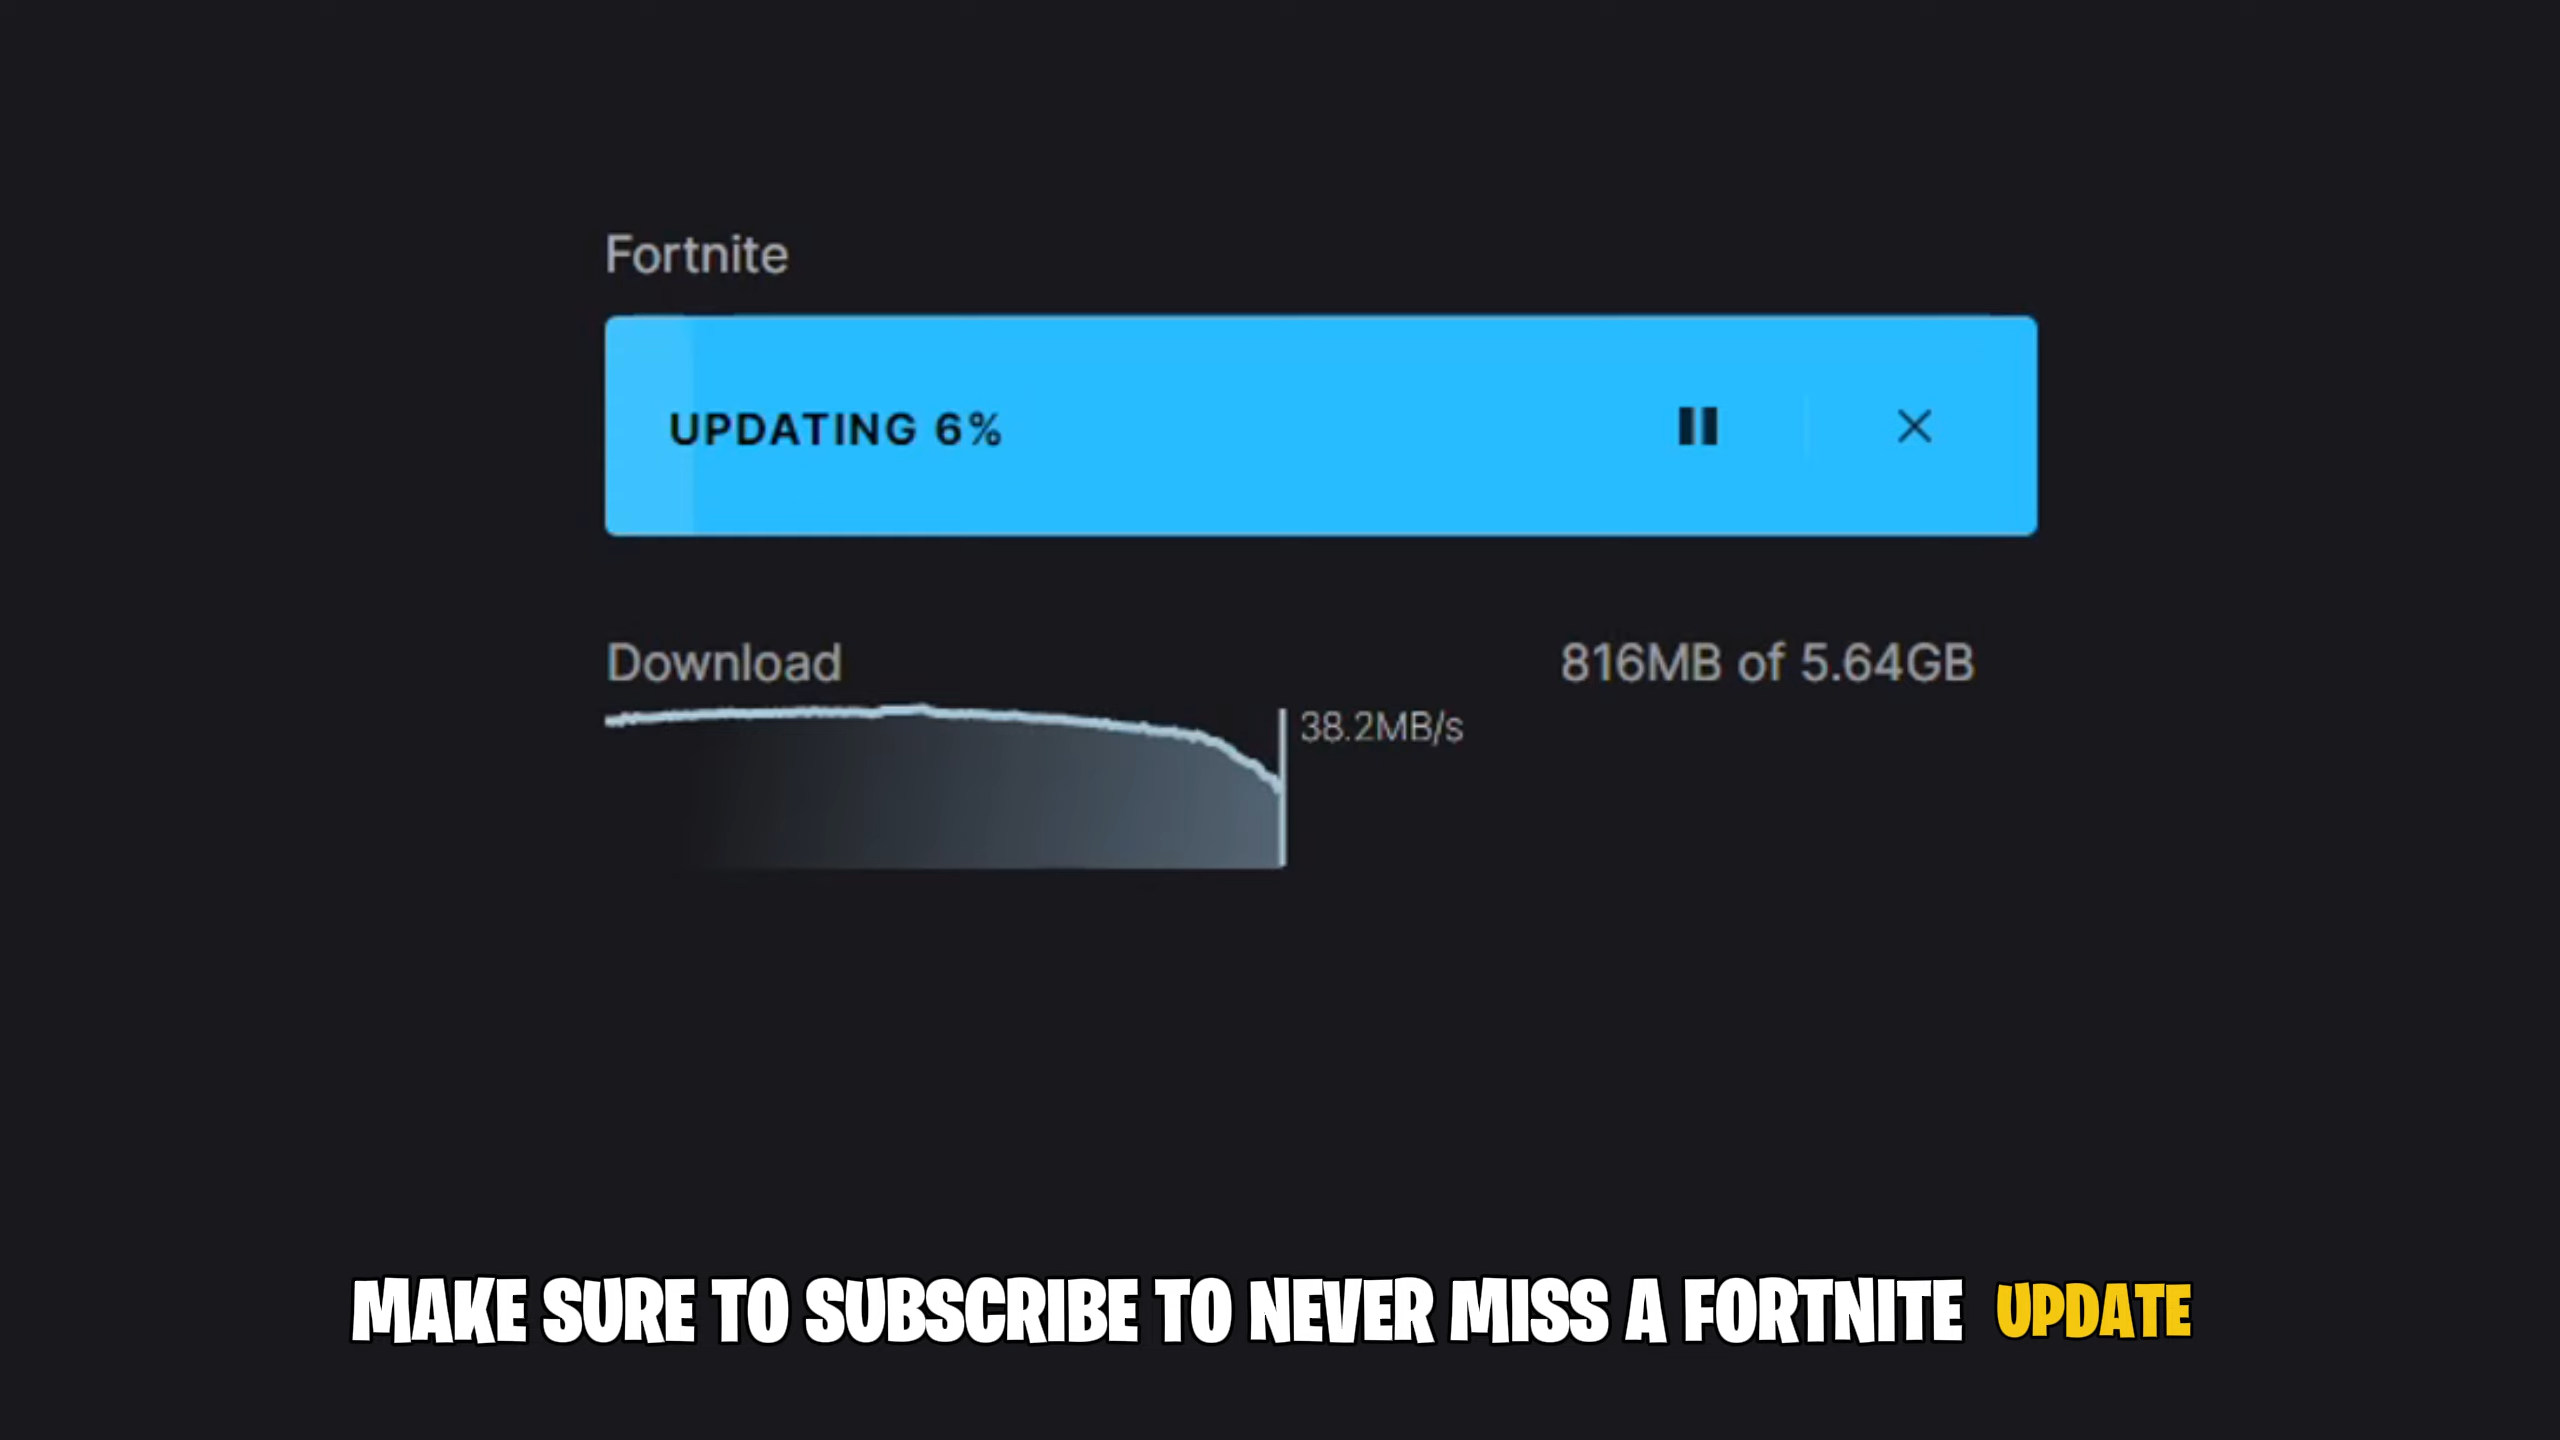 Fortnite
UPDATING 6%
Download 816MB of 5.64GB
38.2MB/s
MAKE SURE TO SUBSCRIBE TO NEVER MISS A FORTNITE UPDATE